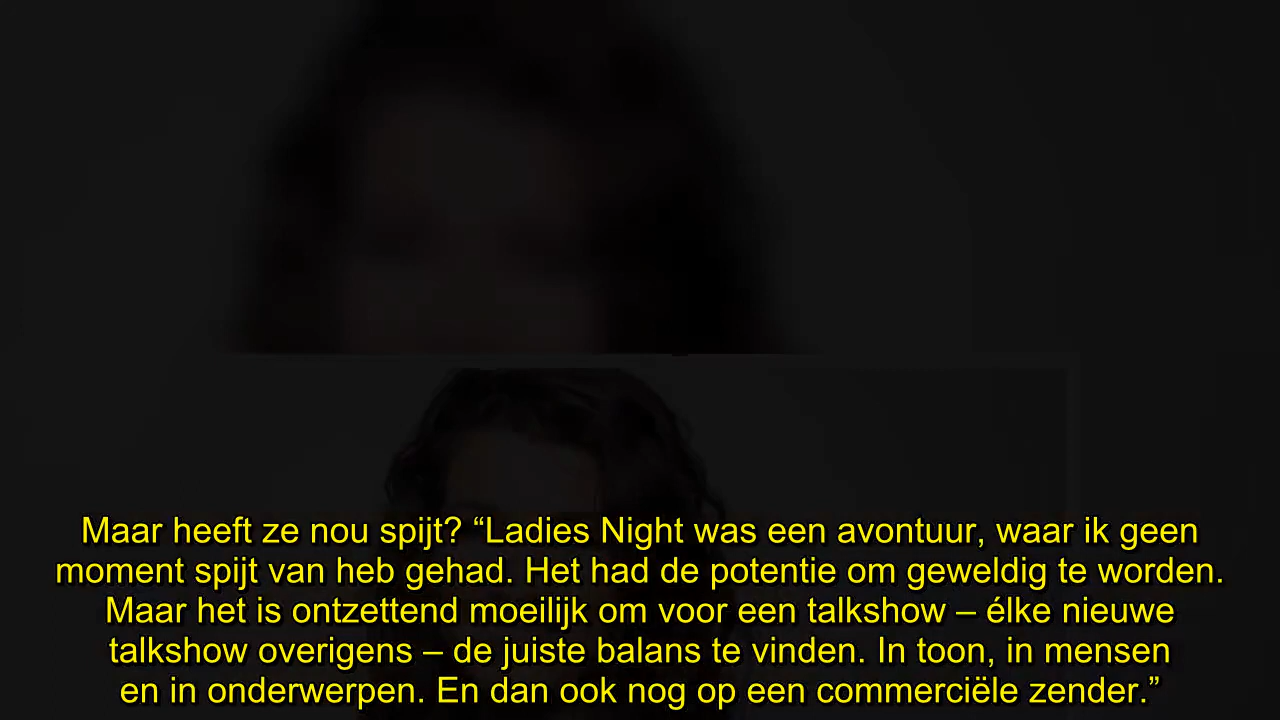 Maar heeft ze nou spijt? “Ladies Night was een avontuur, waar ik geen
moment spijt van heb gehad. Het had de potentie om geweldig te worden.
Maar het is ontzettend moeilijk om voor een talkshow – élke nieuwe
talkshow overigens – de juiste balans te vinden. In toon, in mensen
en in onderwerpen. En dan ook nog op een commerciële zender.”